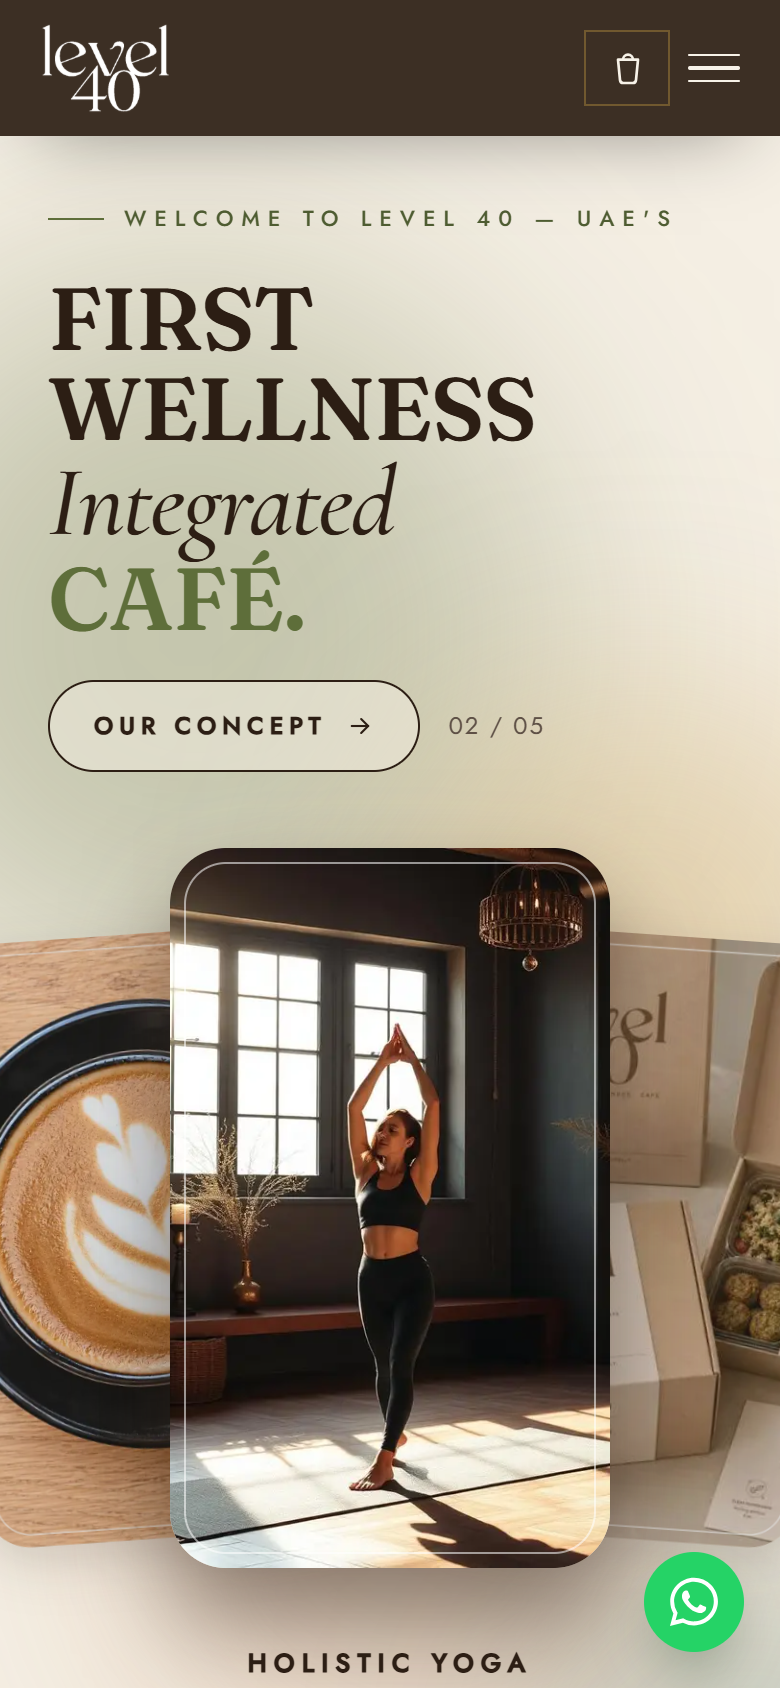 level
40
WELCOME TO LEVEL 40 — UAE'S
FIRST
WELLNESS
Integrated
CAFÉ.
OUR CONCEPT →
02 / 05
HOLISTIC YOGA